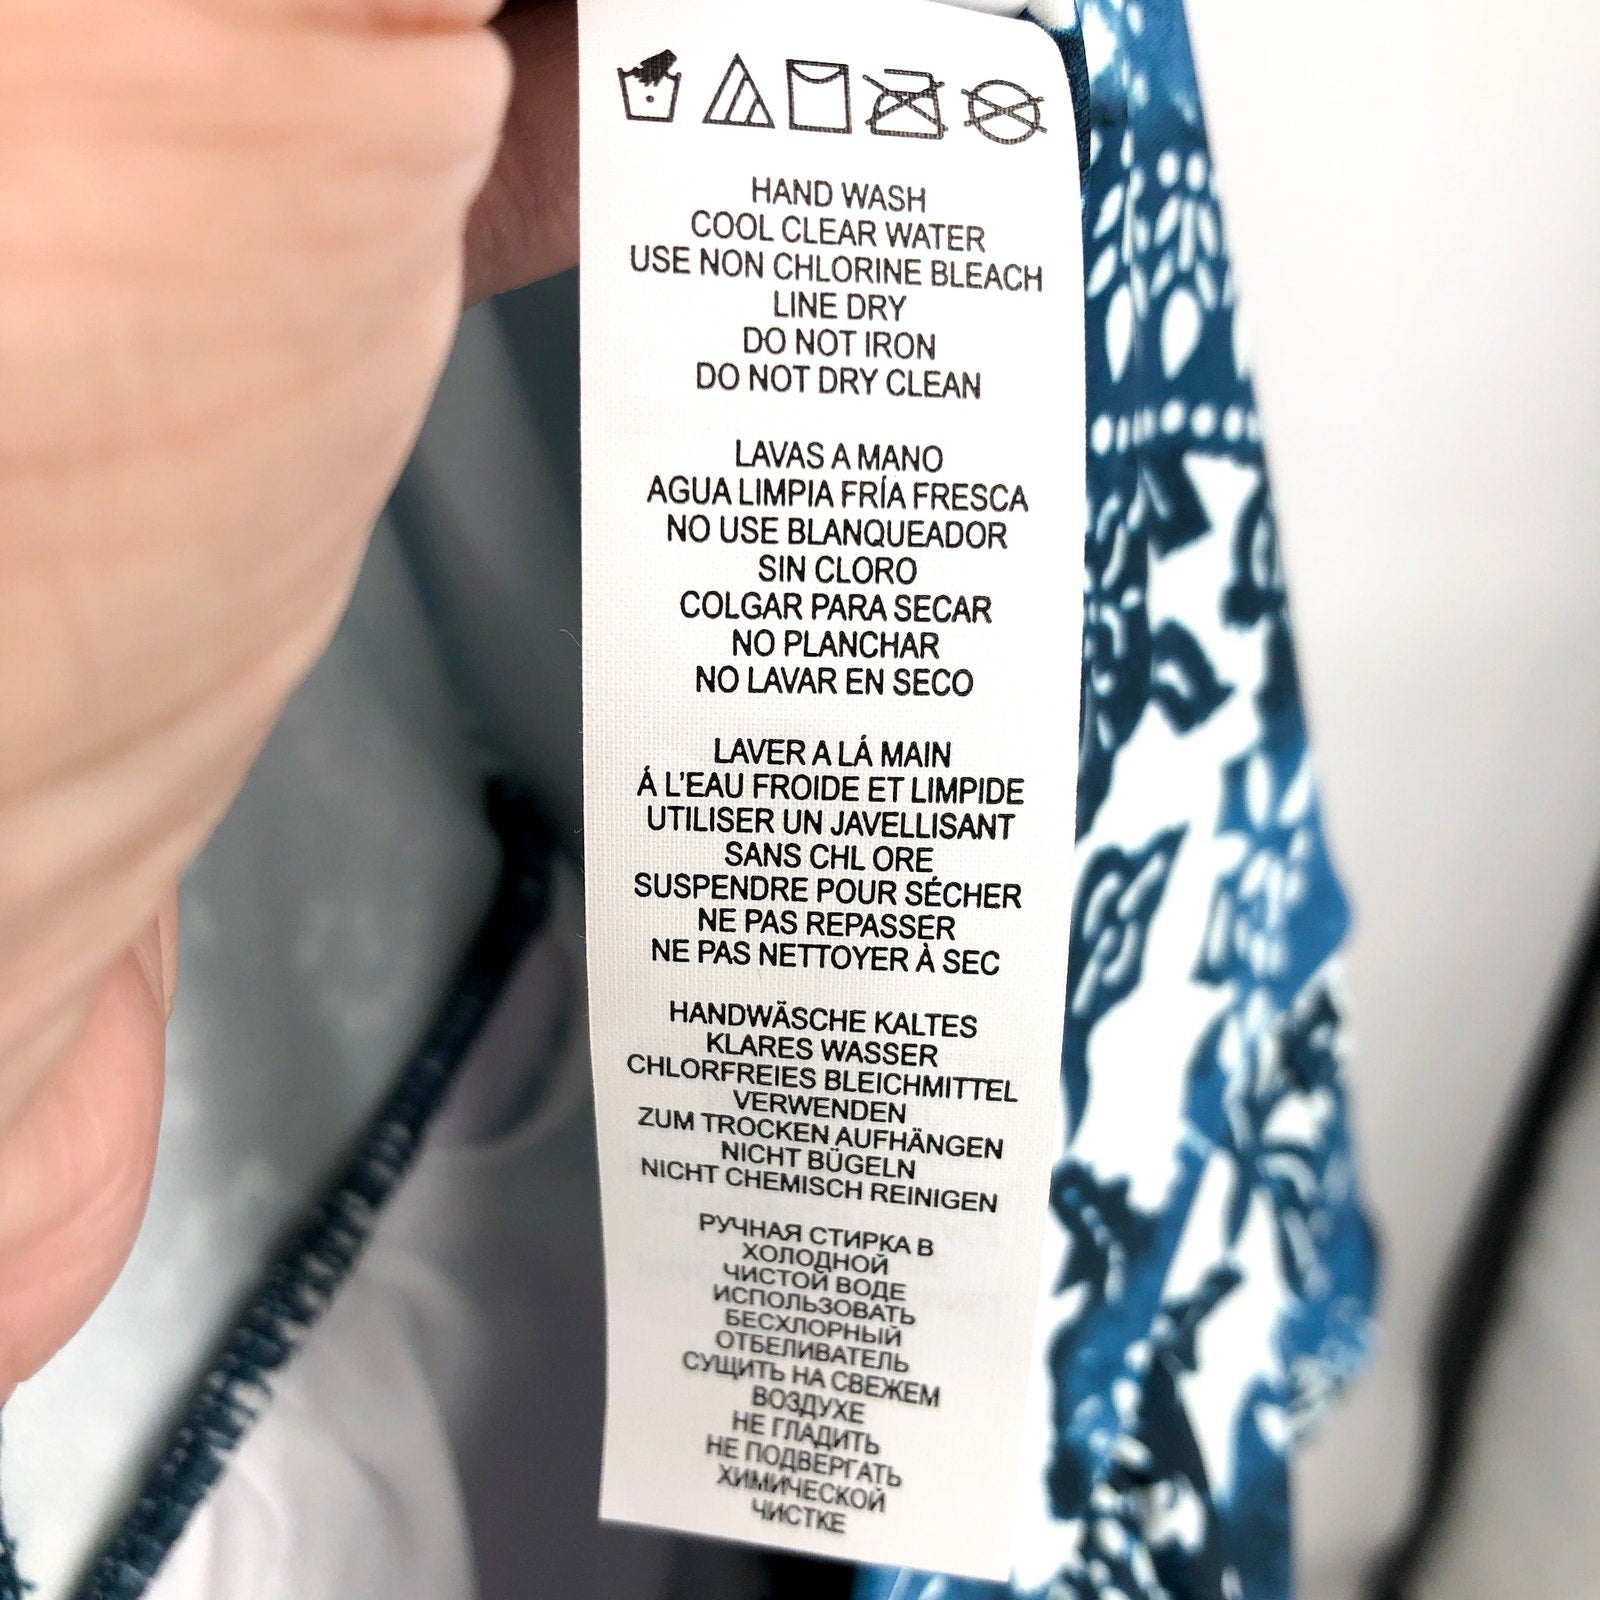 HAND WASH
COOL CLEAR WATER
USE NON CHLORINE BLEACH
LINE DRY
DO NOT IRON
DO NOT DRY CLEAN
LAVAS A MANO
AGUA LIMPIA FRÍA FRESCA
NO USE BLANQUEADOR
SIN CLORO
COLGAR PARA SECAR
NO PLANCHAR
NO LAVAR EN SECO
LAVER A LÁ MAIN
Á L'EAU FROIDE ET LIMPIDE
UTILISER UN JAVELLISANT
SANS CHL ORE
SUSPENDRE POUR SÉCHER
NE PAS REPASSER
NE PAS NETTOYER À SEC
HANDWÄSCHE KALTES
KLARES WASSER
CHLORFREIES BLEICHMITTEL
VERWENDEN
ZUM TROCKEN AUFHÄNGEN
NICHT BÜGELN
NICHT CHEMISCH REINIGEN
РУЧНАЯ СТИРКА В
ХОЛОДНОЙ
ЧИСТОЙ ВОДЕ
ИСПОЛЬЗОВАТЬ
БЕСХЛОРНЫЙ
ОТБЕЛИВАТЕЛЬ
СУЩИТЬ НА СВЕЖЕМ
ВОЗДУХЕ
НЕ ГЛАДИТЬ
НЕ ПОДВЕРГАТЬ
ХИМИЧЕСКОЙ
ЧИСТКЕ